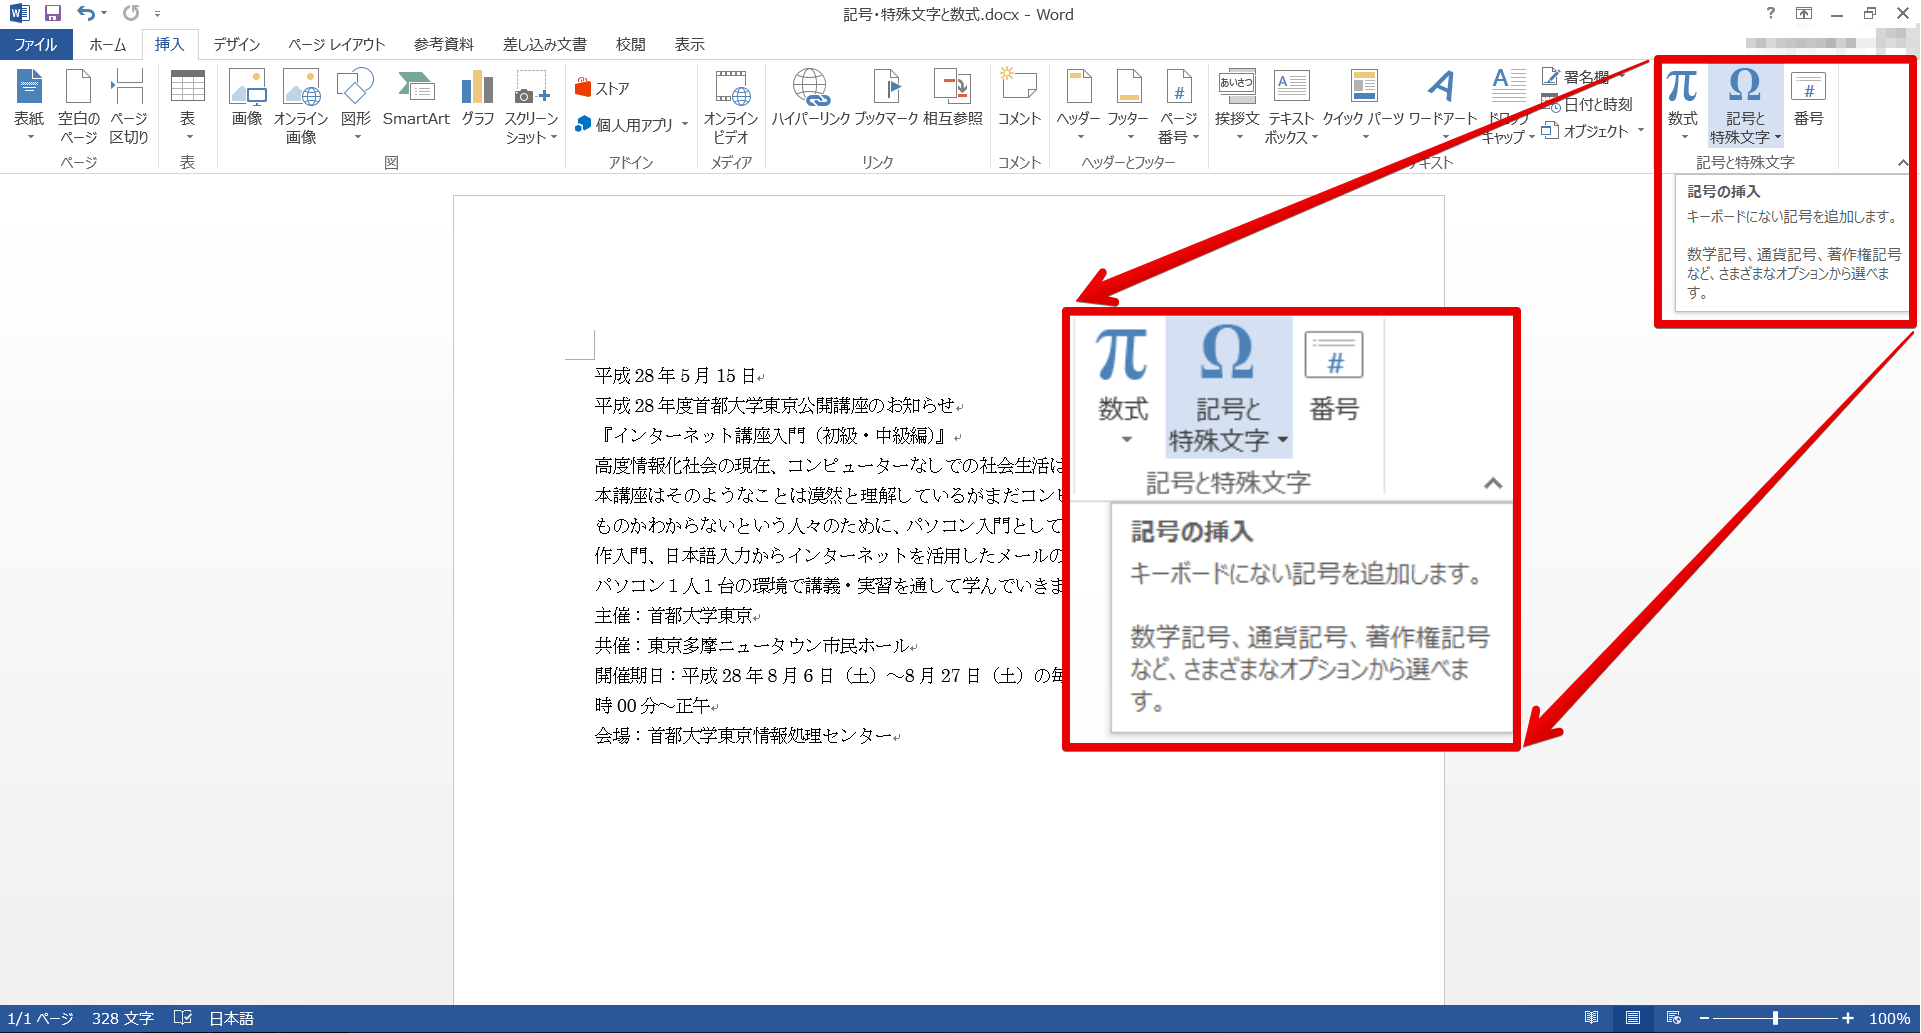 記号・特殊文字と数式.docx - Word
?
ファイル ホーム 挿入 デザイン ページ レイアウト 参考資料 差し込み文書 校閲 表示
表紙
空白の
ページ
ページ
区切り
ページ
表
表
画像
オンライン
画像
図形
SmartArt
グラフ
スクリーン
ショット
図
ストア
個人用アプリ
アドイン
オンライン
ビデオ
メディア
ハイパーリンク
ブックマーク
相互参照
リンク
コメント
コメント
ヘッダー
フッター
#
ページ
番号
ヘッダーとフッター
あいさつ
挨拶文
A
テキスト
ボックス
クイック パーツ
A
ワードアート
A
ドロップ
キャップ
署名欄
日付と時刻
オブジェクト
テキスト
π
数式
Ω
記号と
特殊文字
#
番号
記号と特殊文字
記号の挿入
キーボードにない記号を追加します。
数学記号、通貨記号、著作権記号
など、さまざまなオプションから選べま
す。
平成 28 年 5 月 15 日
平成 28 年度首都大学東京公開講座のお知らせ
『インターネット講座入門（初級・中級編）』
高度情報化社会の現在、コンピューターなしでの社会生活は
本講座はそのようなことは漠然と理解しているがまだコンピ
ものかわからないという人々のために、パソコン入門として
作入門、日本語入力からインターネットを活用したメールの
パソコン１人１台の環境で講義・実習を通して学んでいきま
主催：首都大学東京
共催：東京多摩ニュータウン市民ホール
開催期日：平成 28 年 8 月 6 日（土）～8 月 27 日（土）の毎
時 00 分～正午
会場：首都大学東京情報処理センター
π
数式
Ω
記号と
特殊文字
#
番号
記号と特殊文字
記号の挿入
キーボードにない記号を追加します。
数学記号、通貨記号、著作権記号
など、さまざまなオプションから選べま
す。
1/1 ページ 328 文字 日本語 100%